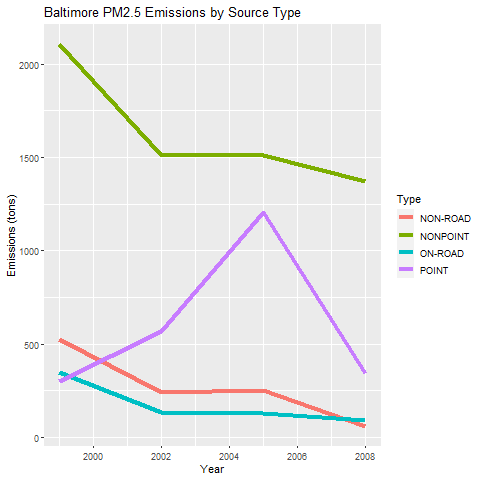 Baltimore PM2.5 Emissions by Source Type
2000
1500
1000
500
0
Emissions (tons)
2000
2002
2004
2006
2008
Year
Type
NON-ROAD
NONPOINT
ON-ROAD
POINT